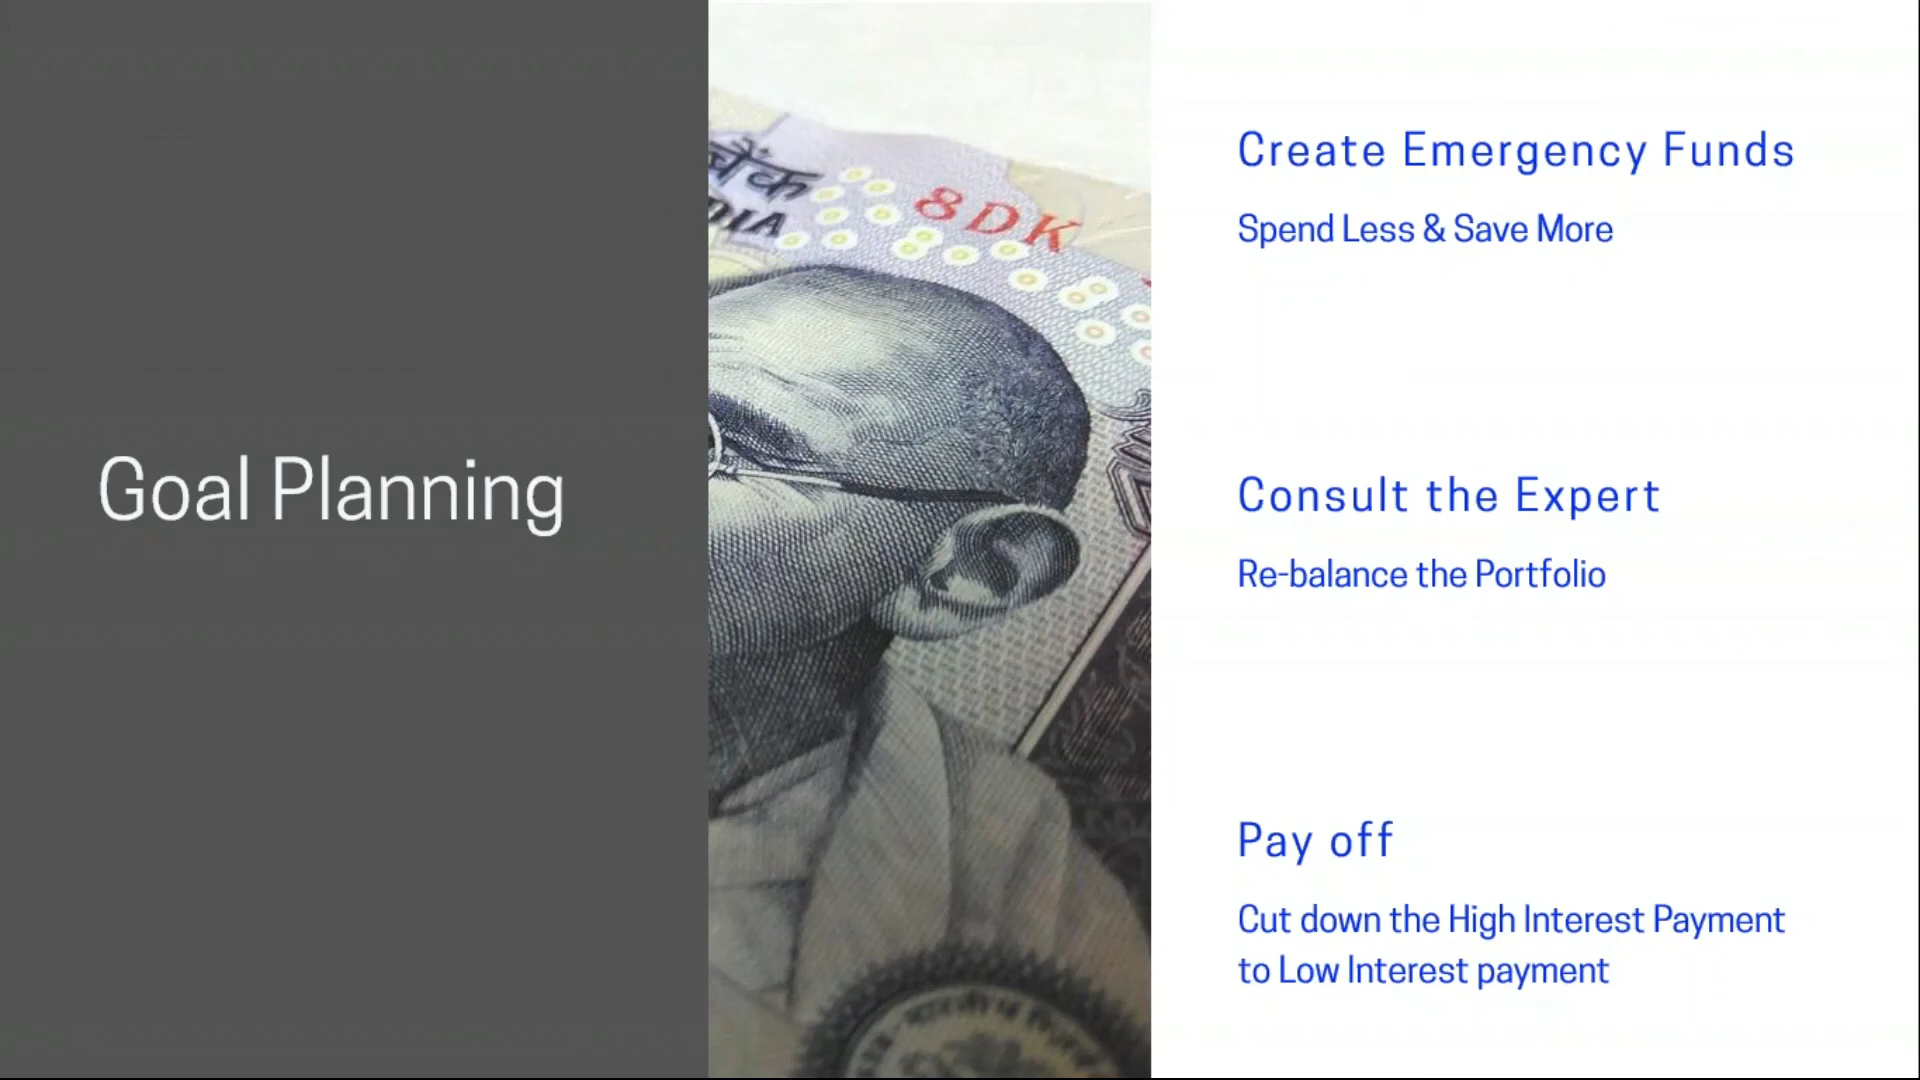 Goal Planning
बैंक
DIA
8DK
Create Emergency Funds
Spend Less & Save More
Consult the Expert
Re-balance the Portfolio
Pay off
Cut down the High Interest Payment
to Low Interest payment